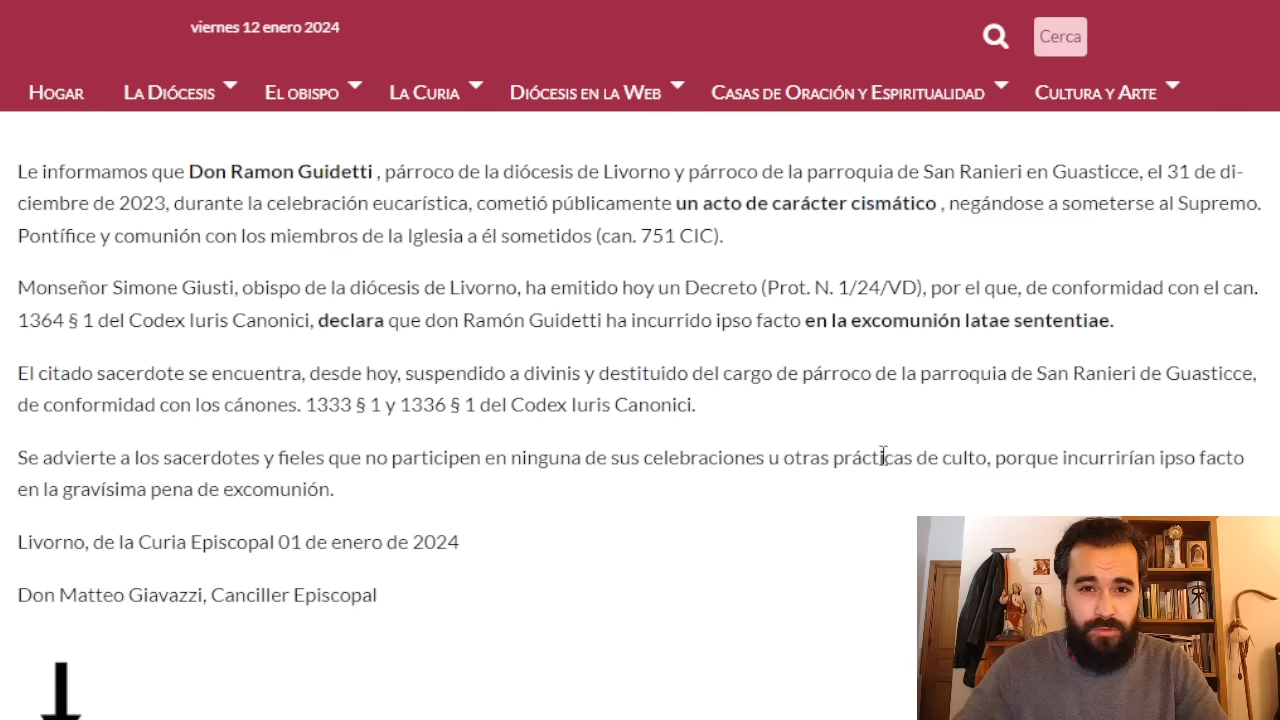 viernes 12 enero 2024
Cerca
Hogar La Diócesis El obispo La Curia Diócesis en la Web Casas de Oración y Espiritualidad Cultura y Arte
Le informamos que Don Ramon Guidetti , párroco de la diócesis de Livorno y párroco de la parroquia de San Ranieri en Guasticce, el 31 de di-
ciembre de 2023, durante la celebración eucarística, cometió públicamente un acto de carácter cismático , negándose a someterse al Supremo.
Pontífice y comunión con los miembros de la Iglesia a él sometidos (can. 751 CIC).
Monseñor Simone Giusti, obispo de la diócesis de Livorno, ha emitido hoy un Decreto (Prot. N. 1/24/VD), por el que, de conformidad con el can.
1364 § 1 del Codex Iuris Canonici, declara que don Ramón Guidetti ha incurrido ipso facto en la excomunión latae sententiae.
El citado sacerdote se encuentra, desde hoy, suspendido a divinis y destituido del cargo de párroco de la parroquia de San Ranieri de Guasticce,
de conformidad con los cánones. 1333 § 1 y 1336 § 1 del Codex Iuris Canonici.
Se advierte a los sacerdotes y fieles que no participen en ninguna de sus celebraciones u otras prácticas de culto, porque incurrirían ipso facto
en la gravísima pena de excomunión.
Livorno, de la Curia Episcopal 01 de enero de 2024
Don Matteo Giavazzi, Canciller Episcopal